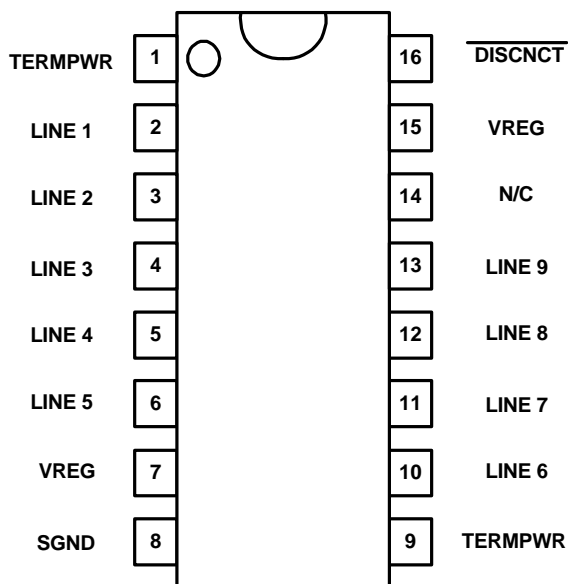 TERMPWR 1 16 DISCNCT
LINE 1 2 15 VREG
LINE 2 3 14 N/C
LINE 3 4 13 LINE 9
LINE 4 5 12 LINE 8
LINE 5 6 11 LINE 7
VREG 7 10 LINE 6
SGND 8 9 TERMPWR